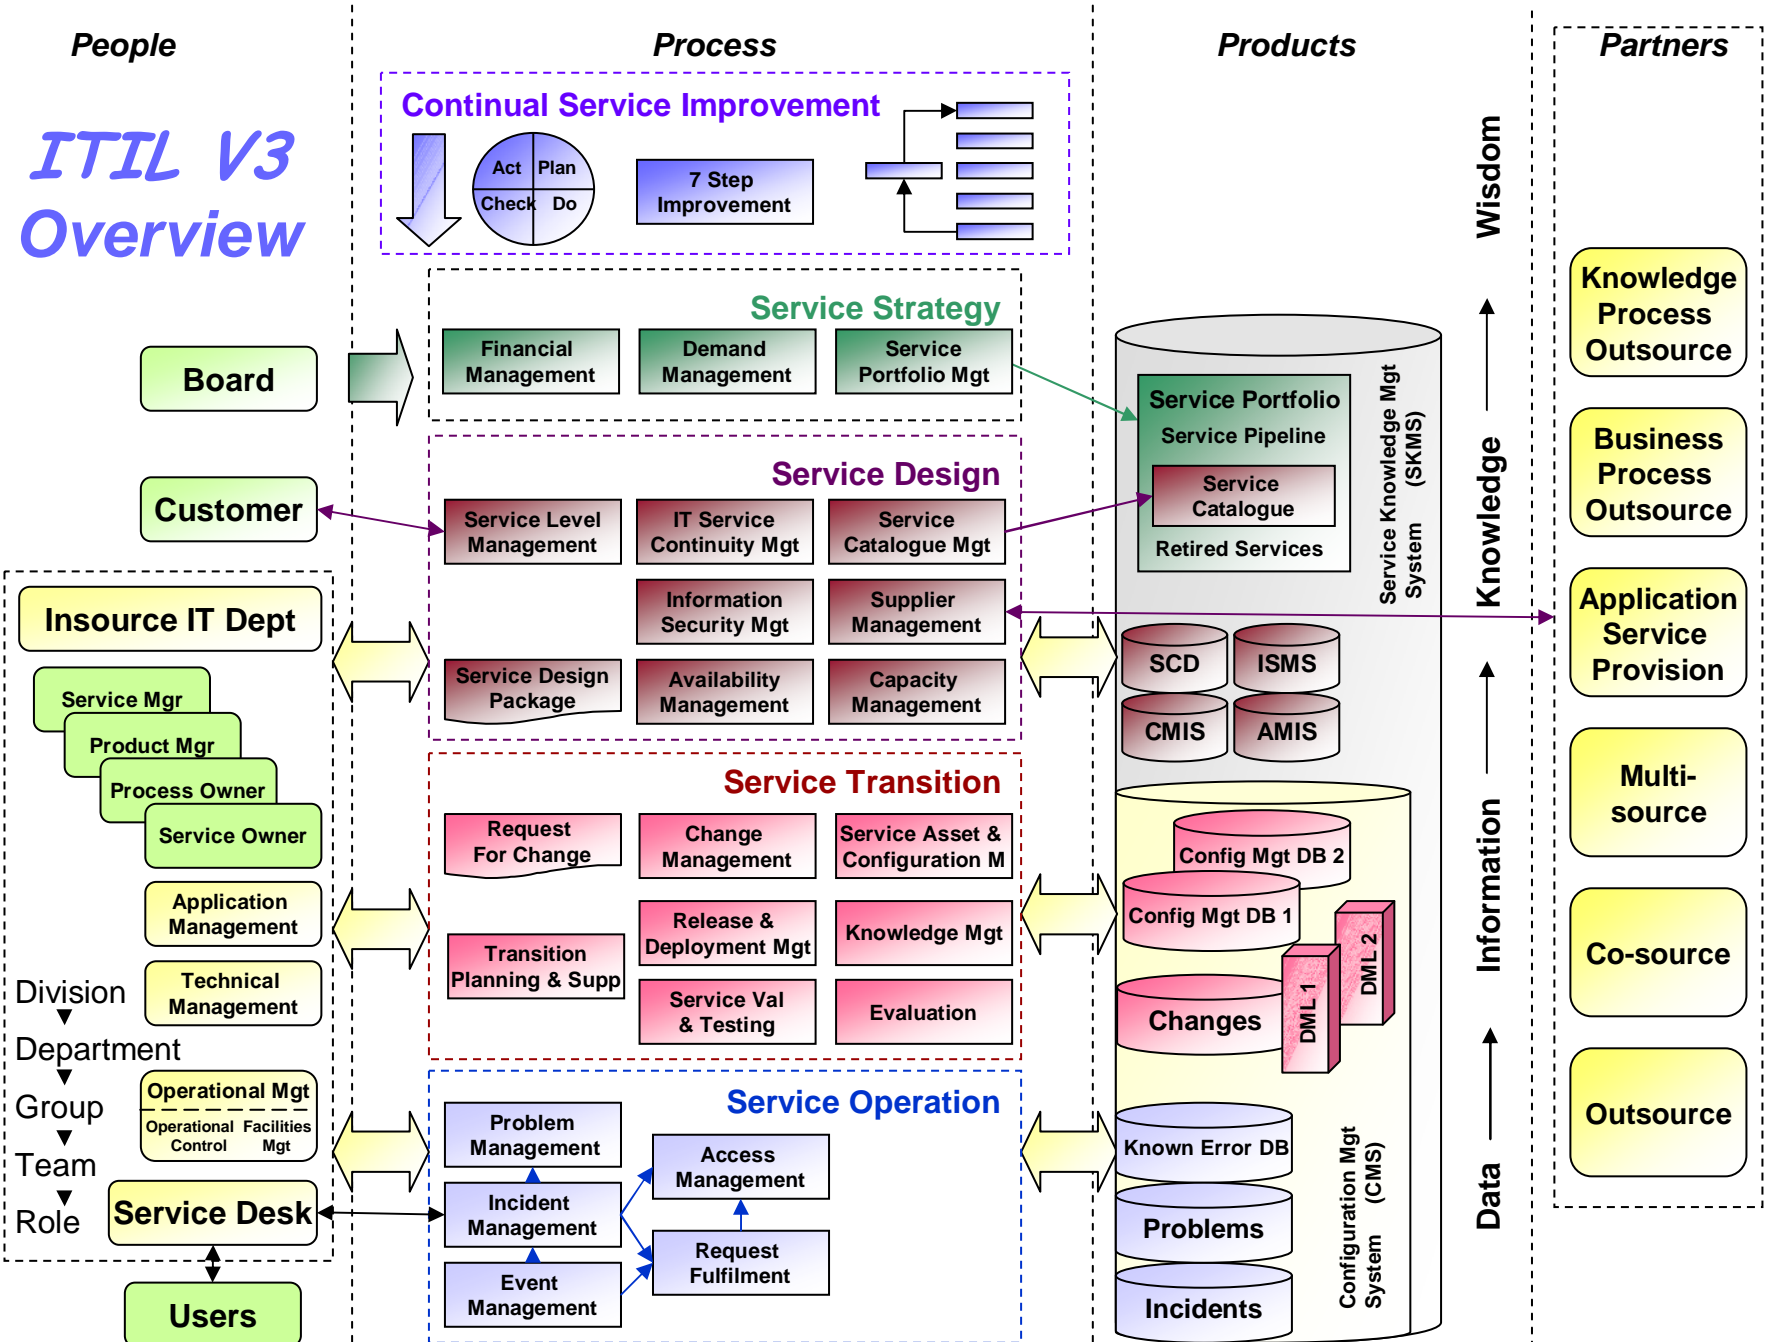 People
Process
Products
Partners
ITIL V3
Overview
Continual Service Improvement
Act
Plan
Check
Do
7 Step
Improvement
Service Strategy
Financial
Management
Demand
Management
Service
Portfolio Mgt
Board
Customer
Service Design
Service Level
Management
IT Service
Continuity Mgt
Service
Catalogue Mgt
Information
Security Mgt
Supplier
Management
Service Design
Package
Availability
Management
Capacity
Management
Insource IT Dept
Service Mgr
Product Mgr
Process Owner
Service Owner
Application
Management
Technical
Management
Division
Department
Group
Team
Role
Operational Mgt
Operational
Control
Facilities
Mgt
Service Desk
Users
Service Transition
Request
For Change
Change
Management
Service Asset &
Configuration M
Release &
Deployment Mgt
Knowledge Mgt
Transition
Planning & Supp
Service Val
& Testing
Evaluation
Service Operation
Problem
Management
Access
Management
Incident
Management
Request
Fulfilment
Event
Management
Service Portfolio
Service Pipeline
Service
Catalogue
Retired Services
Service Knowledge Mgt
System (SKMS)
SCD
ISMS
CMIS
AMIS
Config Mgt DB 2
Config Mgt DB 1
DML 2
DML 1
Changes
Known Error DB
Problems
Incidents
Configuration Mgt
System (CMS)
Wisdom
Knowledge
Information
Data
Knowledge
Process
Outsource
Business
Process
Outsource
Application
Service
Provision
Multi-
source
Co-source
Outsource